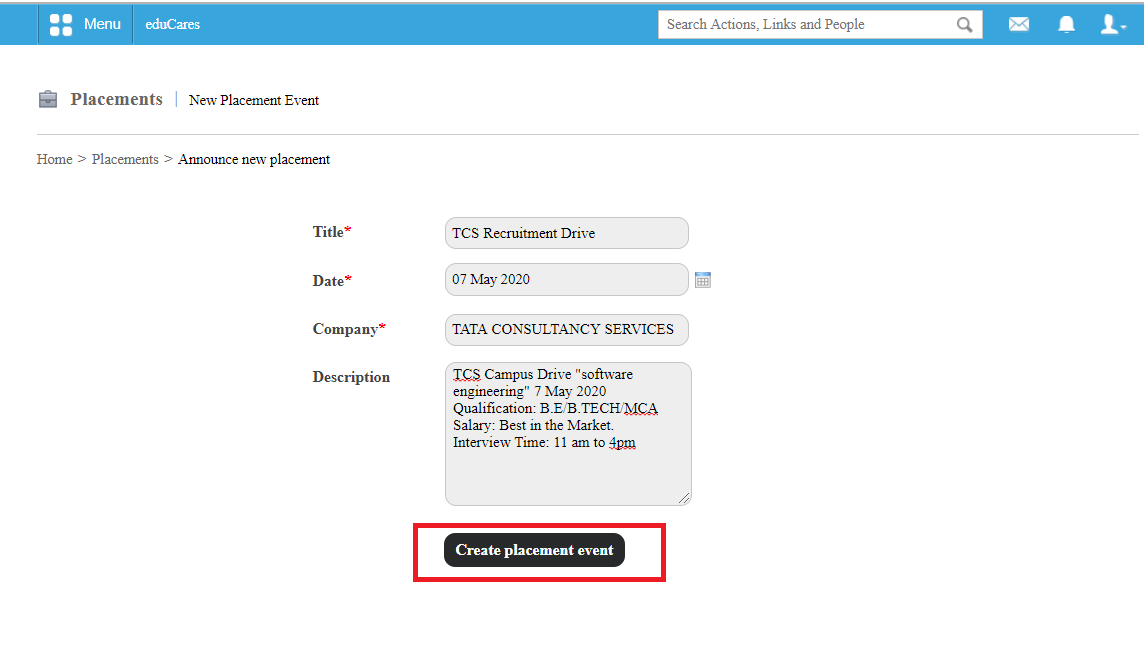 Menu eduCares Search Actions, Links and People
Placements New Placement Event
Home > Placements > Announce new placement
Title* TCS Recruitment Drive
Date* 07 May 2020
Company* TATA CONSULTANCY SERVICES
Description TCS Campus Drive "software
engineering" 7 May 2020
Qualification: B.E/B.TECH/MCA
Salary: Best in the Market.
Interview Time: 11 am to 4pm
Create placement event